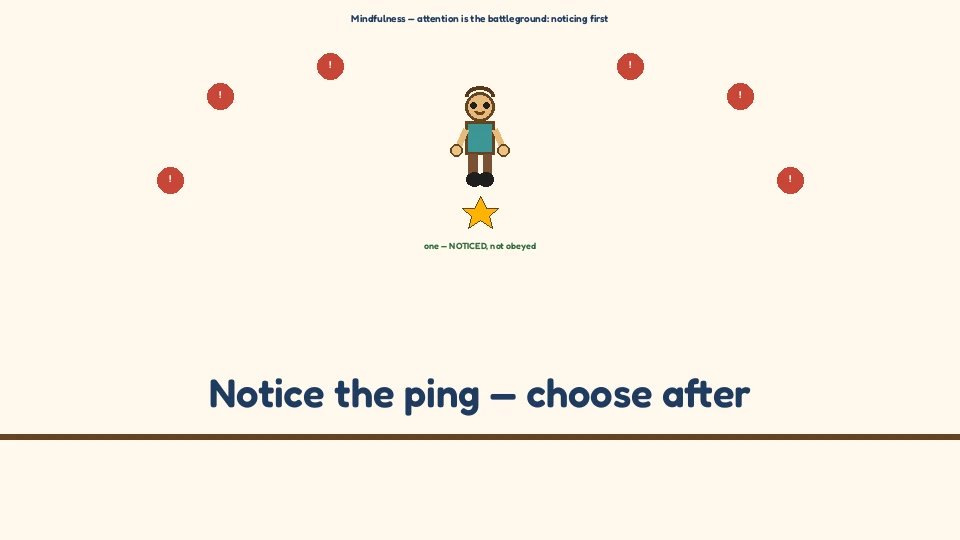 Mindfulness — attention is the battleground: noticing first
! !
! !
! !
one — NOTICED, not obeyed
Notice the ping — choose after